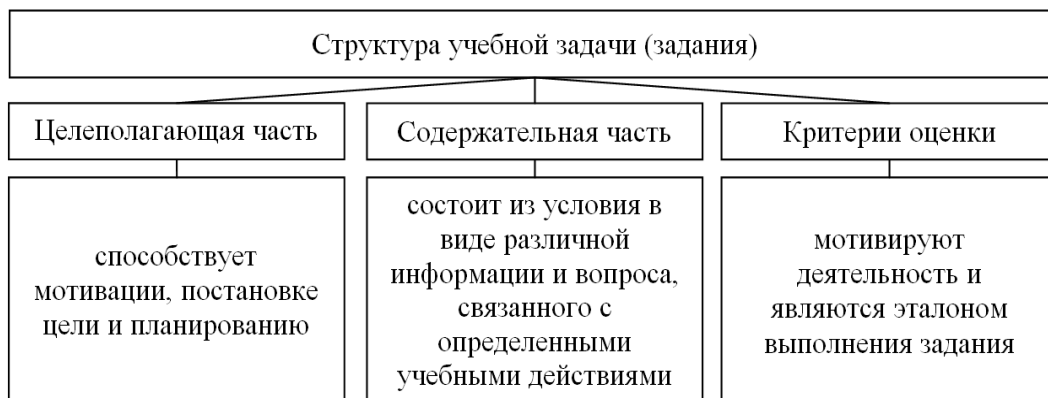 Структура учебной задачи (задания)
Целеполагающая часть
Содержательная часть
Критерии оценки
способствует
мотивации, постановке
цели и планированию
состоит из условия в
виде различной
информации и вопроса,
связанного с
определенными
учебными действиями
мотивируют
деятельность и
являются эталоном
выполнения задания